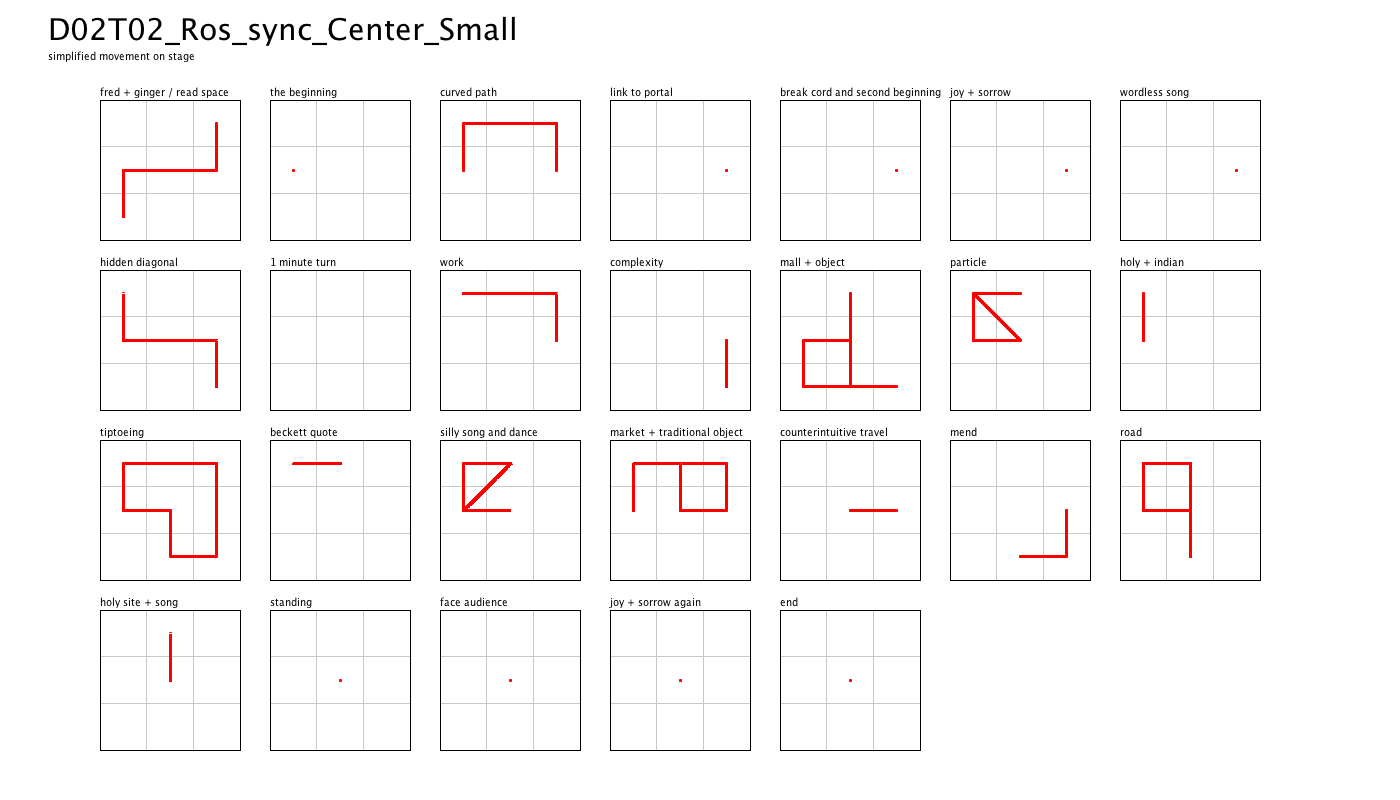 D02T02_Ros_sync_Center_Small
simplified movement on stage
fred + ginger / read space
the beginning
curved path
link to portal
break cord and second beginning
joy + sorrow
wordless song
hidden diagonal
1 minute turn
work
complexity
mall + object
particle
holy + indian
tiptoeing
beckett quote
silly song and dance
market + traditional object
counterintuitive travel
mend
road
holy site + song
standing
face audience
joy + sorrow again
end